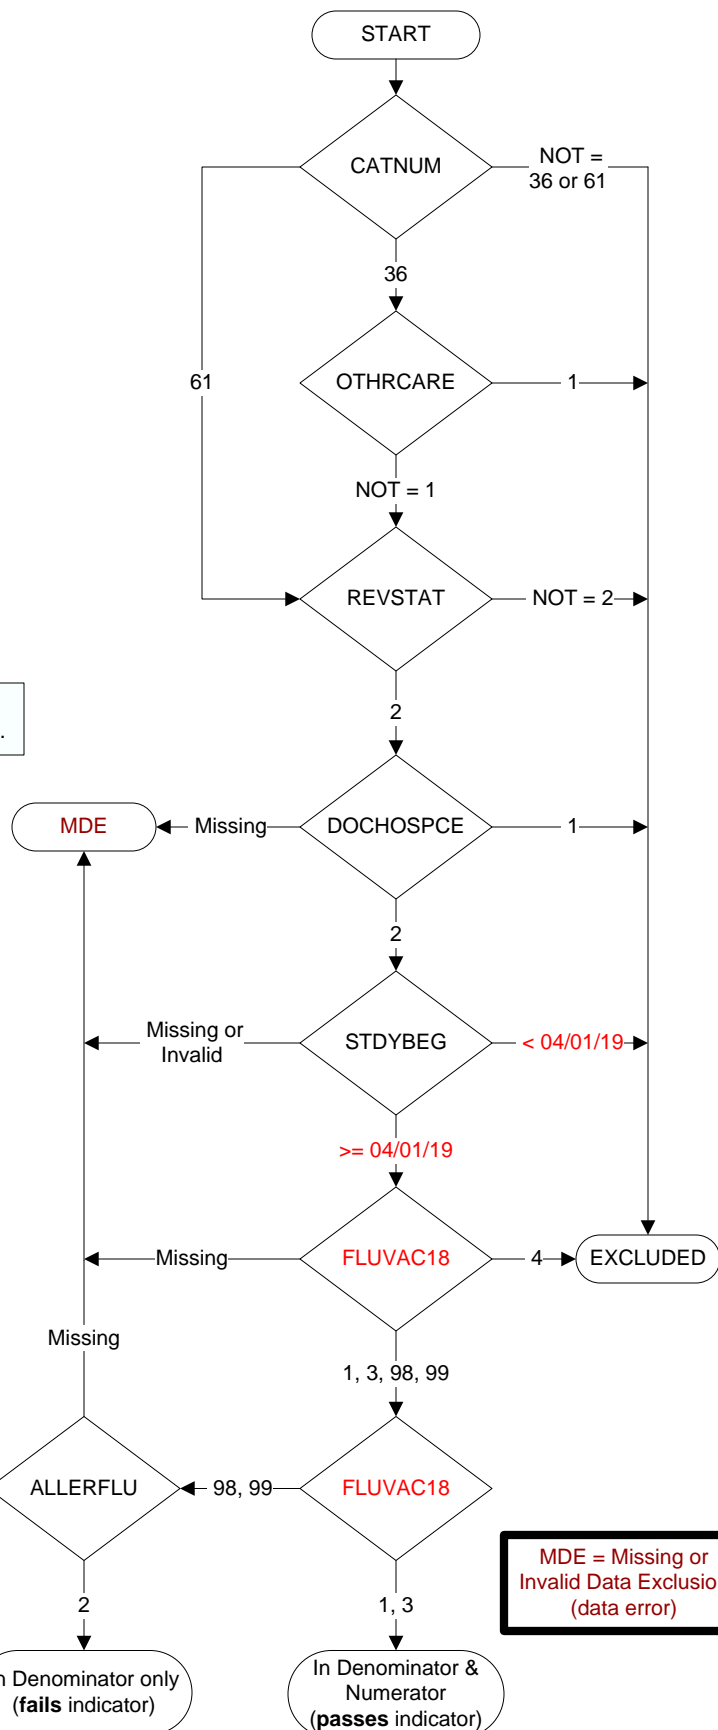 START
CATNUM
NOT =
36 or 61
36
61
OTHRCARE
1
NOT = 1
REVSTAT
NOT = 2
2
.
MDE
Missing
DOCHOSPCE
1
2
Missing or
Invalid
STDYBEG
< 04/01/19
>= 04/01/19
Missing
FLUVAC18
4
EXCLUDED
Missing
1, 3, 98, 99
ALLERFLU
98, 99
FLUVAC18
MDE = Missing or
Invalid Data Exclusio
(data error)
2
1, 3
n Denominator only
(fails indicator)
In Denominator &
Numerator
(passes indicator)